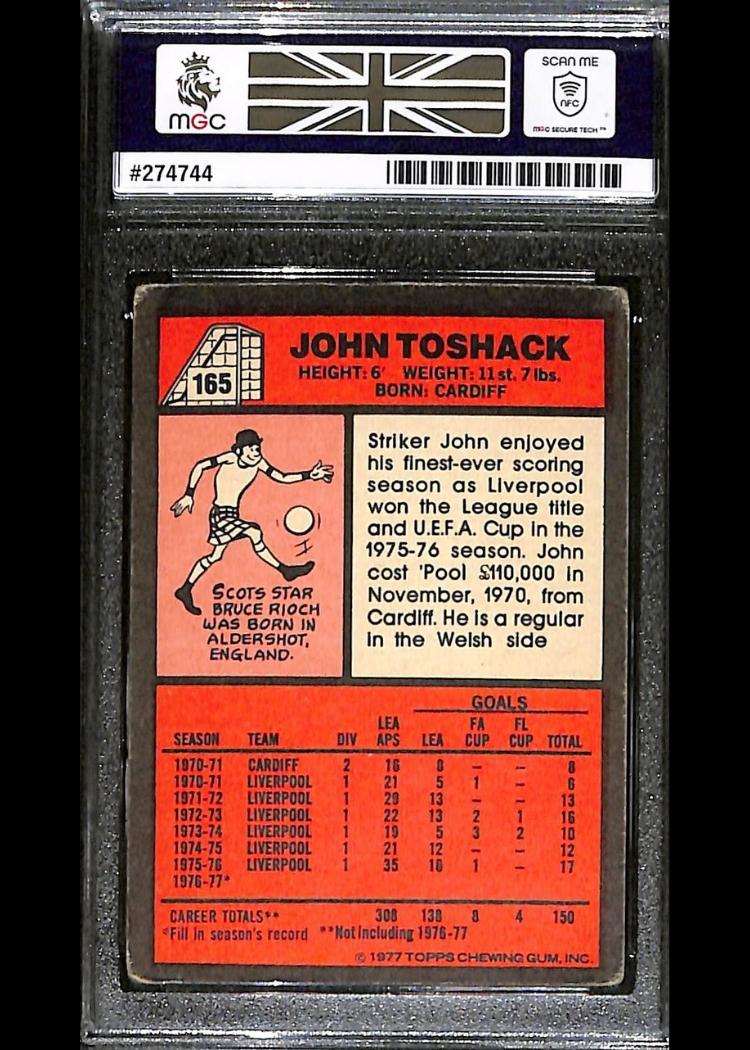 SCAN ME
NFC
MGC
MGC SECURE TECH ™
#274744
165
JOHN TOSHACK
HEIGHT: 6' WEIGHT: 11 st. 7 lbs.
BORN: CARDIFF
Striker John enjoyed
his finest-ever scoring
season as Liverpool
won the League title
and U.E.F.A. Cup in the
1975-76 season. John
cost 'Pool £110,000 in
November, 1970, from
Cardiff. He is a regular
in the Welsh side
SCOTS STAR
BRUCE RIOCH
WAS BORN IN
ALDERSHOT,
ENGLAND.
GOALS
LEA FA FL
SEASON TEAM DIV APS LEA CUP CUP TOTAL
1970-71 CARDIFF 2 16 8 – – 8
1970-71 LIVERPOOL 1 21 5 1 – 6
1971-72 LIVERPOOL 1 29 13 – – 13
1972-73 LIVERPOOL 1 22 13 2 1 16
1973-74 LIVERPOOL 1 19 5 3 2 10
1974-75 LIVERPOOL 1 21 12 – – 12
1975-76 LIVERPOOL 1 35 16 1 – 17
1976-77*
CAREER TOTALS** 308 138 8 4 150
*Fill in season's record **Not including 1976-77
© 1977 TOPPS CHEWING GUM, INC.